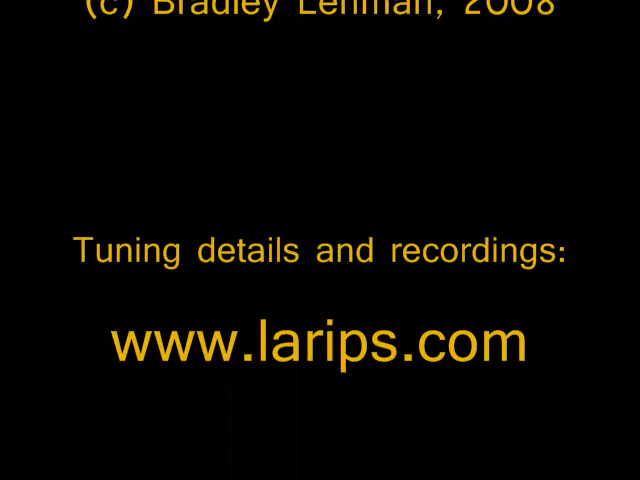 (c) Bradley Lehman, 2008
Tuning details and recordings:
www.larips.com